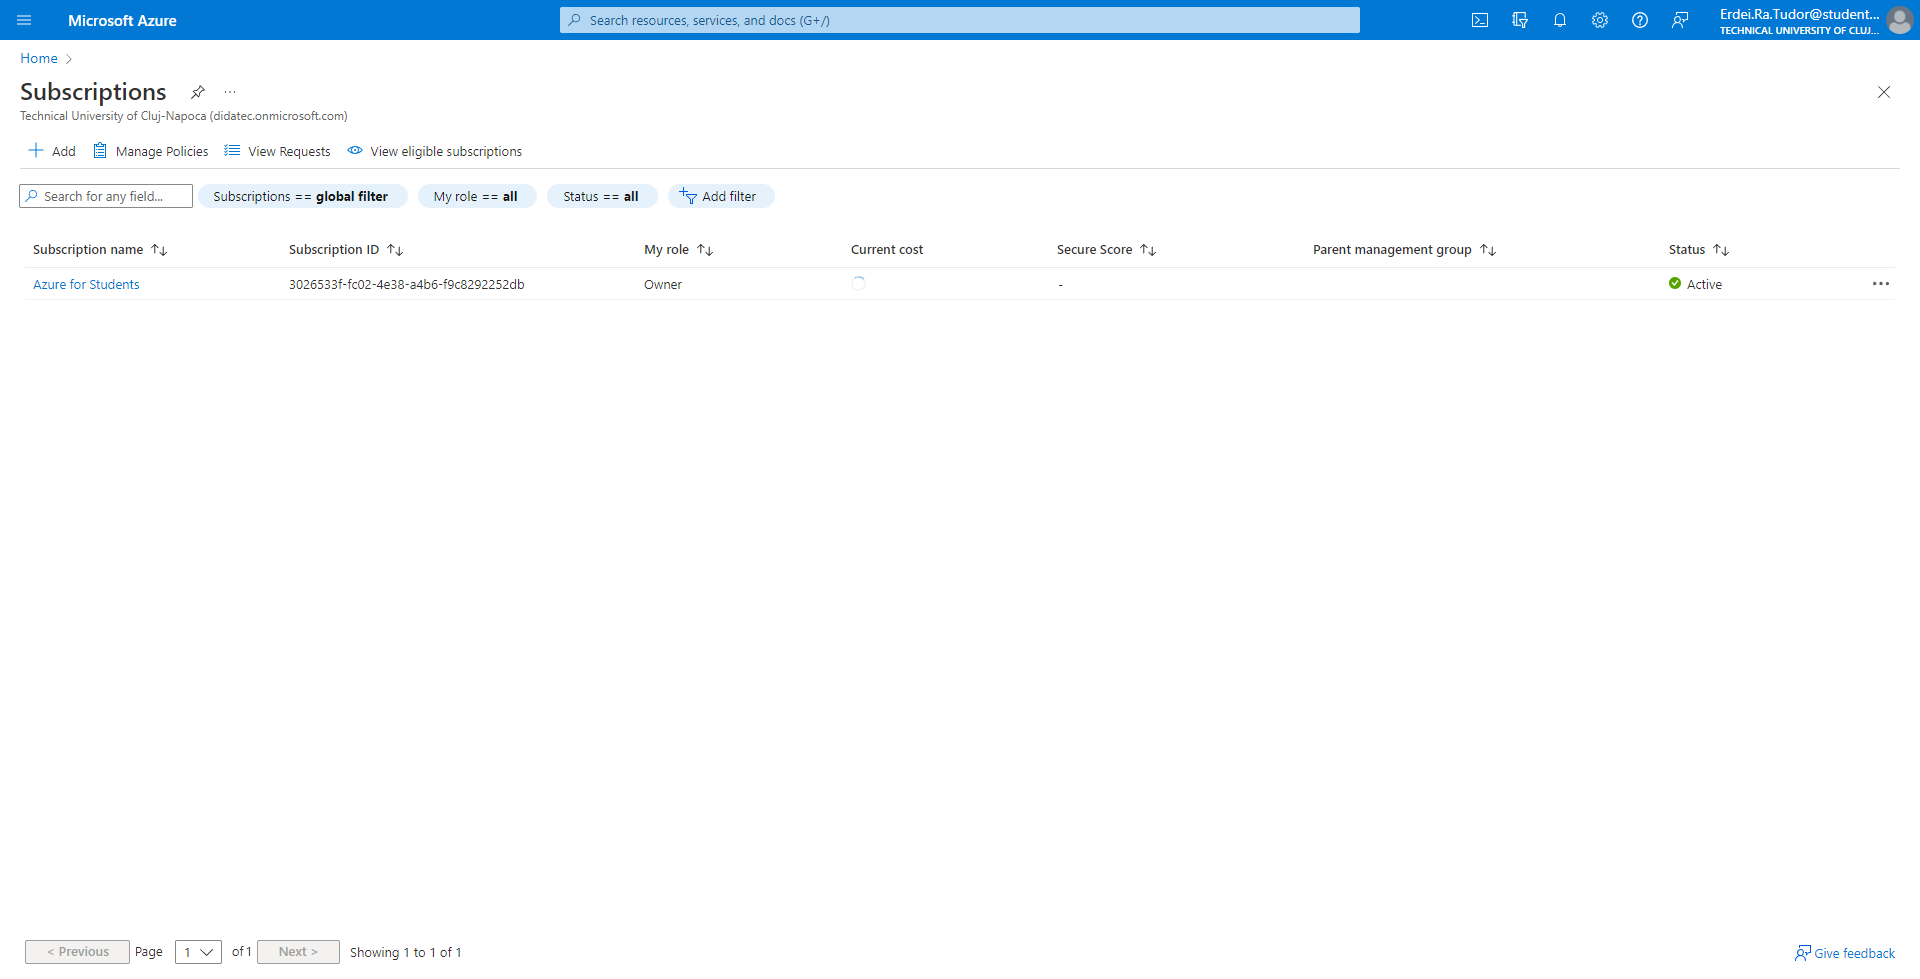 Microsoft Azure
Search resources, services, and docs (G+/)
Erdei.Ra.Tudor@student...
TECHNICAL UNIVERSITY OF CLUJ...
Home
Subscriptions
Technical University of Cluj-Napoca (didatec.onmicrosoft.com)
Add Manage Policies View Requests View eligible subscriptions
Search for any field... Subscriptions == global filter My role == all Status == all Add filter
Subscription name Subscription ID My role Current cost Secure Score Parent management group Status
Azure for Students 3026533f-fc02-4e38-a4b6-f9c8292252db Owner - Active
< Previous Page 1 of 1 Next > Showing 1 to 1 of 1
Give feedback